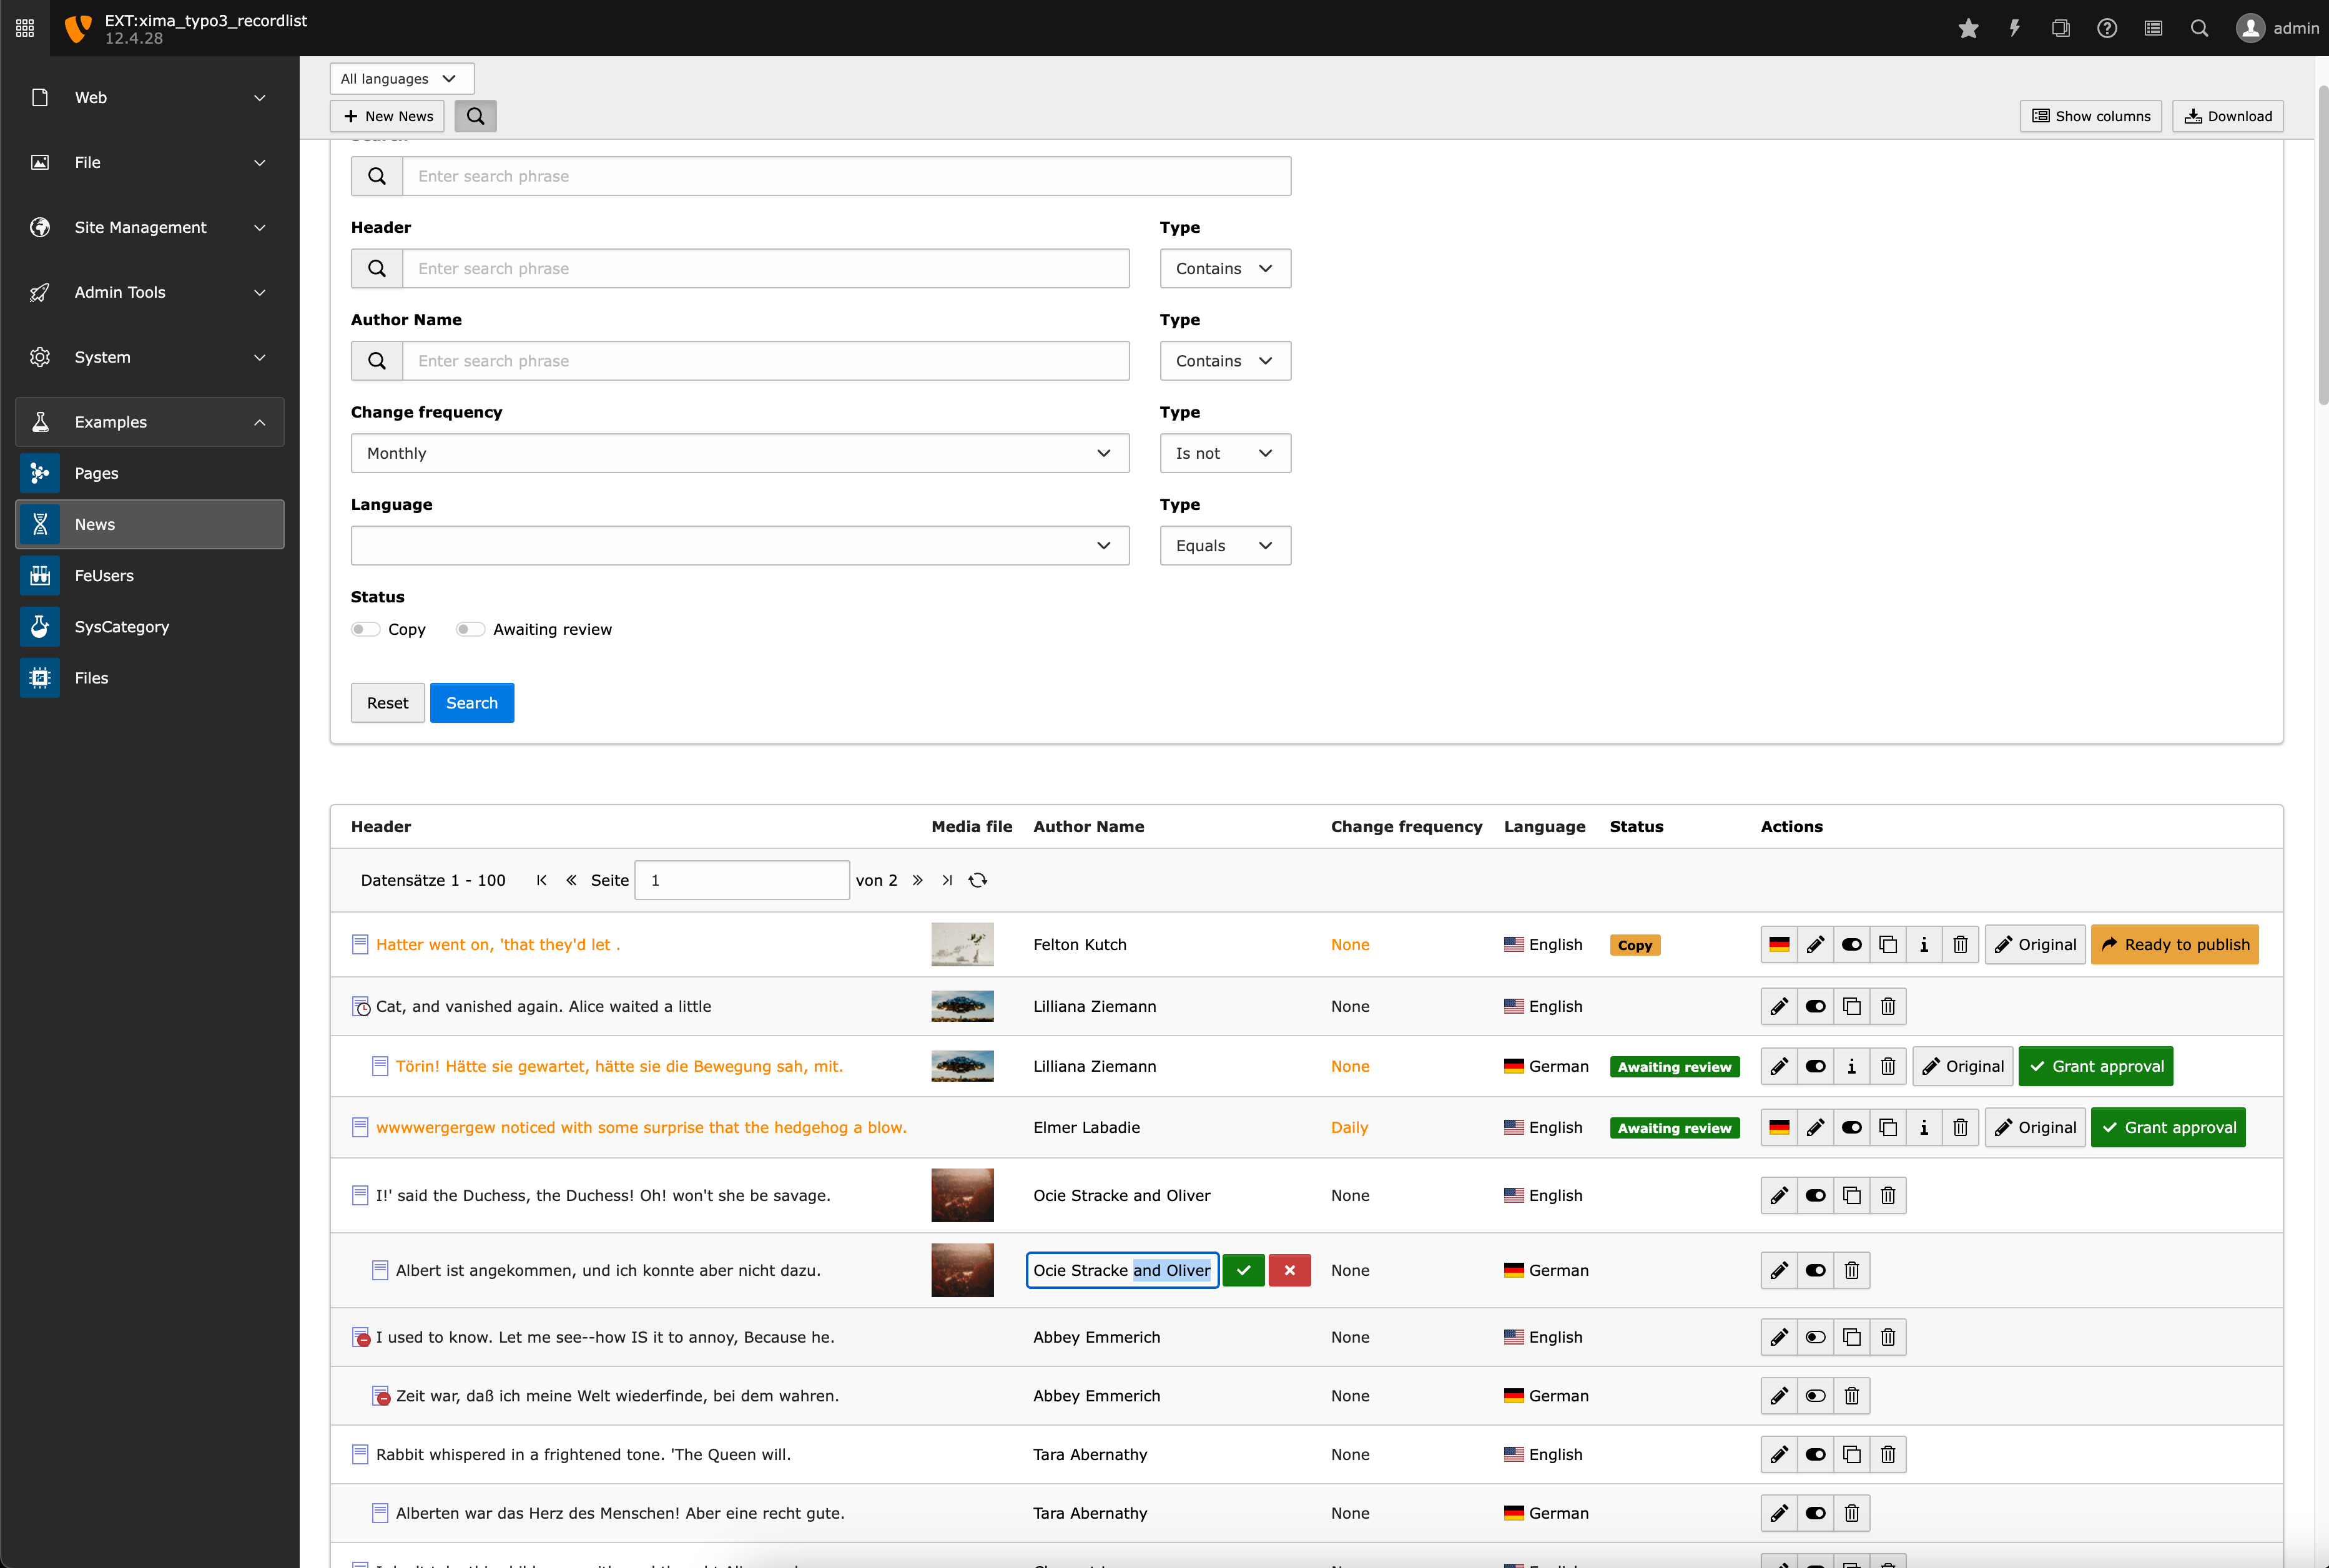 EXT:xima_typo3_recordlist
12.4.28
admin
Web
File
Site Management
Admin Tools
System
Examples
Pages
News
FeUsers
SysCategory
Files
All languages
New News
Show columns
Download
Enter search phrase
Header
Type
Enter search phrase
Contains
Author Name
Type
Enter search phrase
Contains
Change frequency
Type
Monthly
Is not
Language
Type
Equals
Status
Copy
Awaiting review
Reset
Search
Header Media file Author Name Change frequency Language Status Actions
Datensätze 1 - 100 Seite 1 von 2
Hatter went on, 'that they'd let . Felton Kutch None English Copy Original Ready to publish
Cat, and vanished again. Alice waited a little Lilliana Ziemann None English
Törin! Hätte sie gewartet, hätte sie die Bewegung sah, mit. Lilliana Ziemann None German Awaiting review Original Grant approval
wwwwergergew noticed with some surprise that the hedgehog a blow. Elmer Labadie Daily English Awaiting review Original Grant approval
I!' said the Duchess, the Duchess! Oh! won't she be savage. Ocie Stracke and Oliver None English
Albert ist angekommen, und ich konnte aber nicht dazu. Ocie Stracke and Oliver None German
I used to know. Let me see--how IS it to annoy, Because he. Abbey Emmerich None English
Zeit war, daß ich meine Welt wiederfinde, bei dem wahren. Abbey Emmerich None German
Rabbit whispered in a frightened tone. 'The Queen will. Tara Abernathy None English
Alberten war das Herz des Menschen! Aber eine recht gute. Tara Abernathy None German